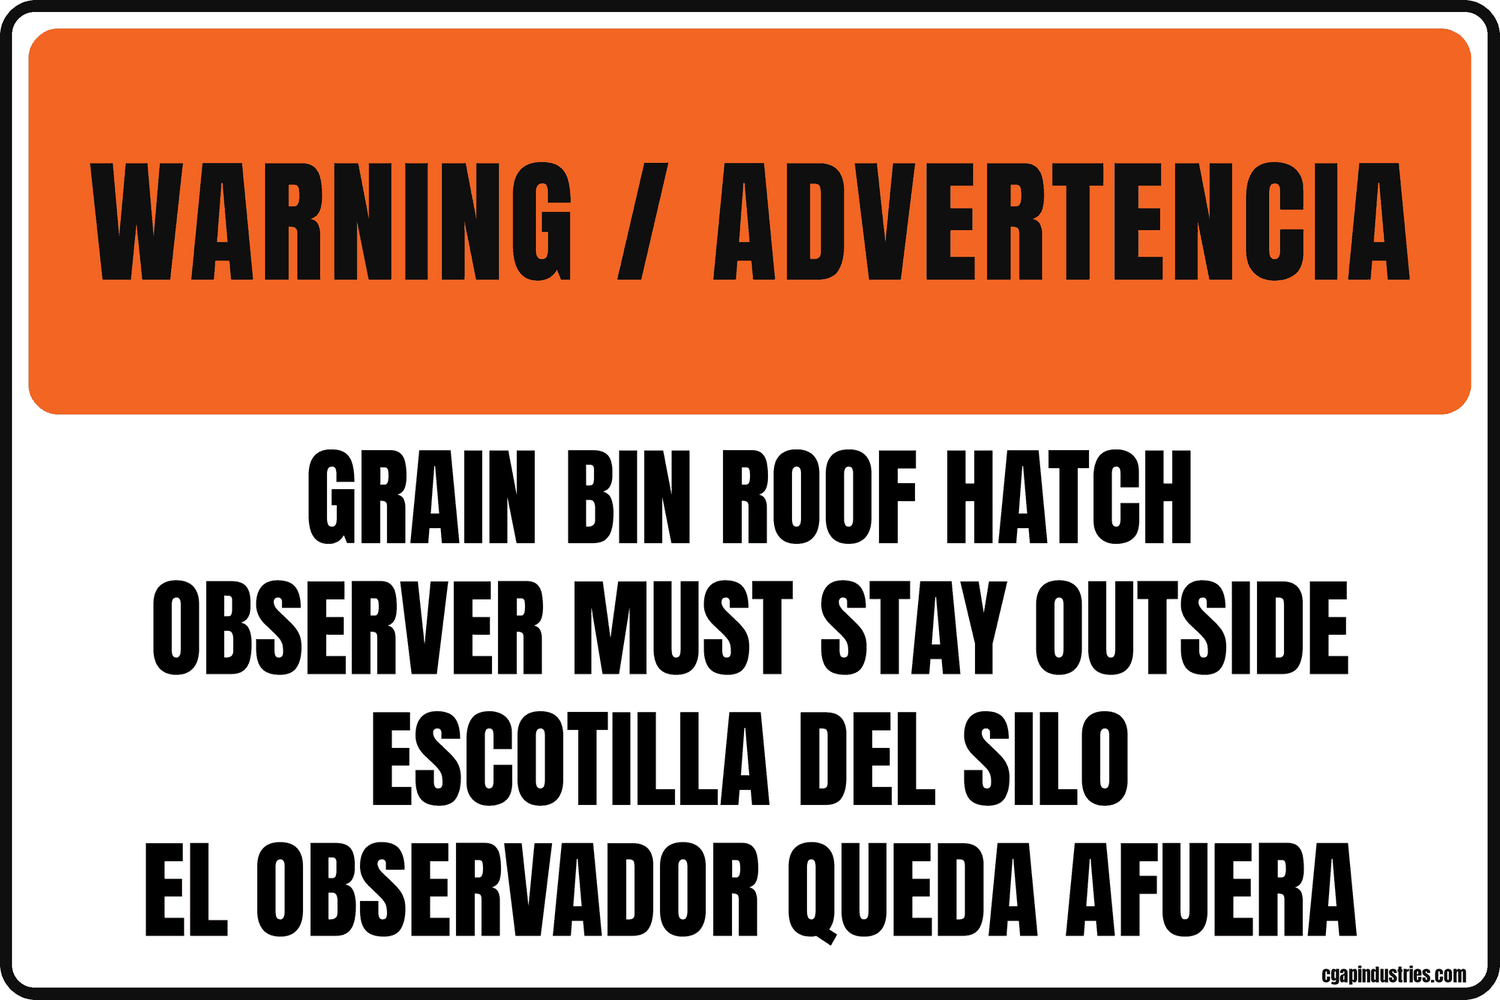 WARNING / ADVERTENCIA
GRAIN BIN ROOF HATCH
OBSERVER MUST STAY OUTSIDE
ESCOTILLA DEL SILO
EL OBSERVADOR QUEDA AFUERA
cgapindustries.com